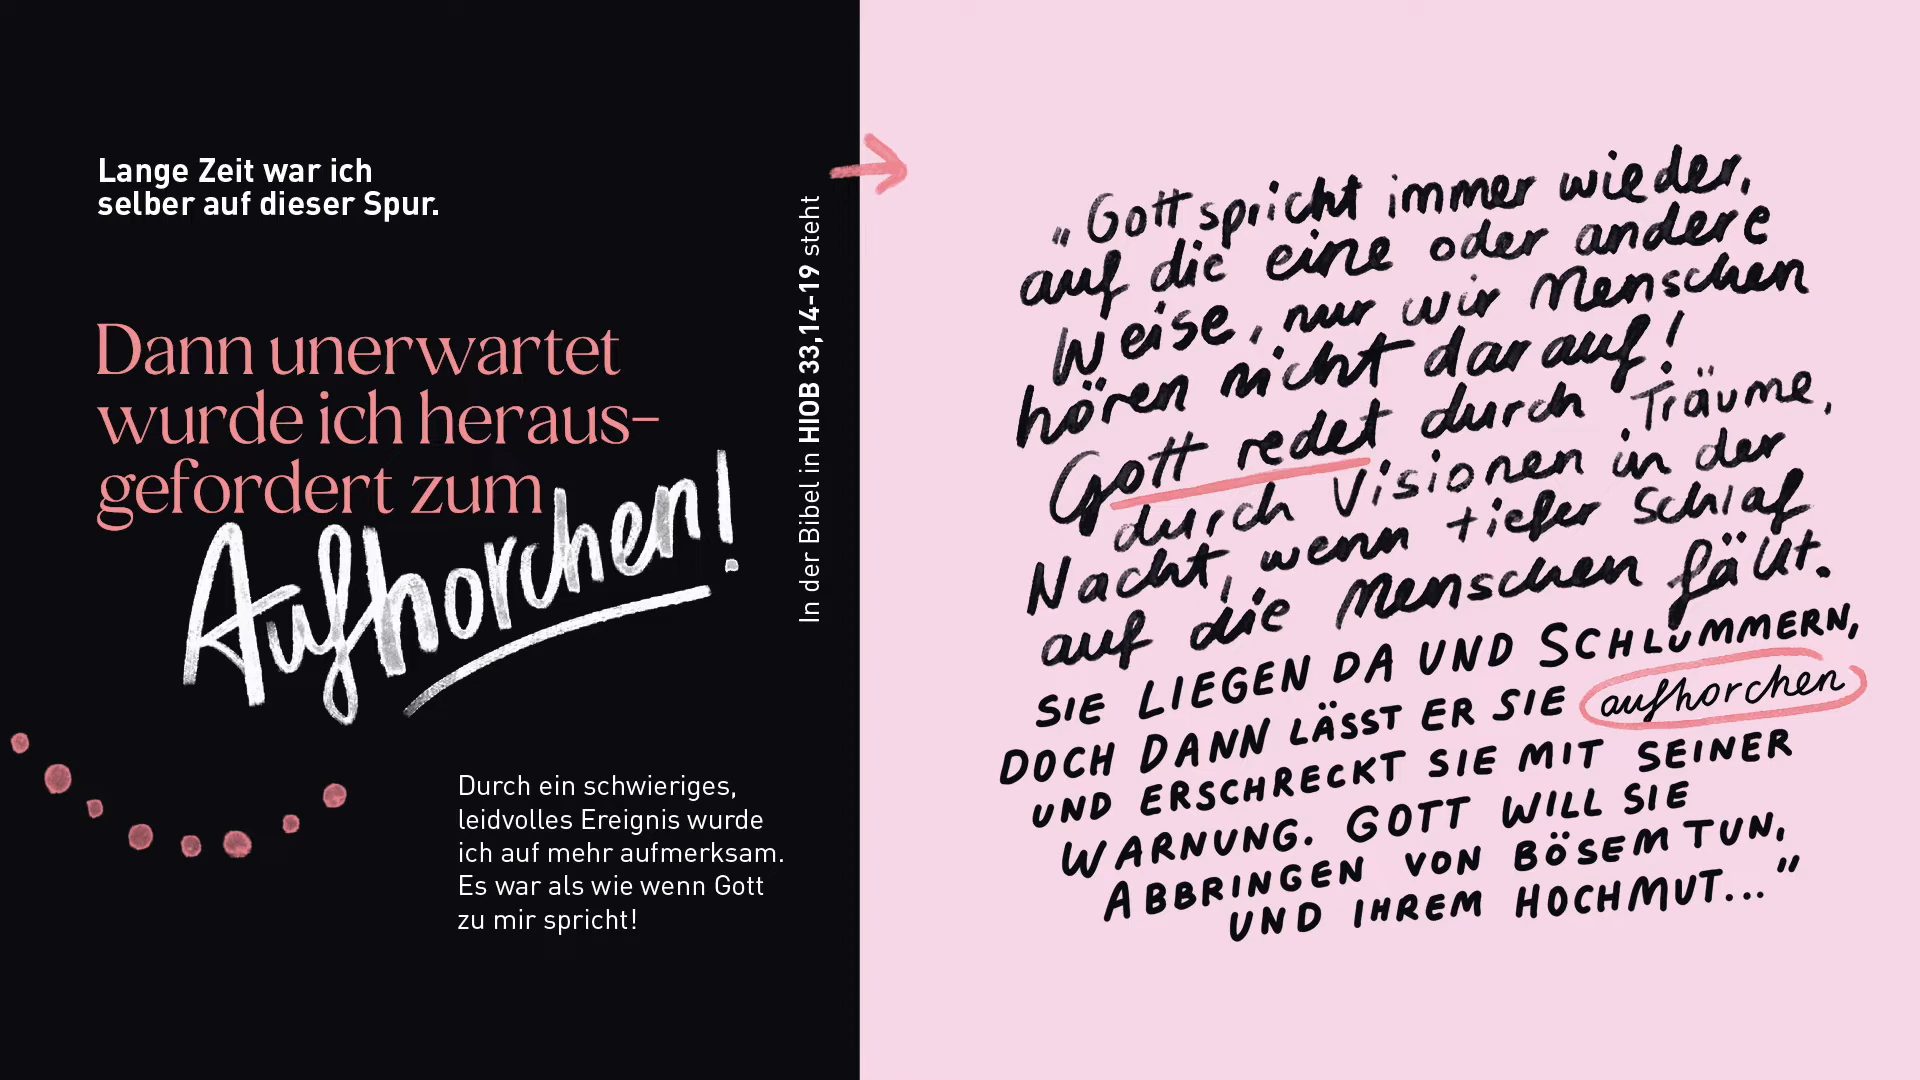 Lange Zeit war ich
selber auf dieser Spur.
Dann unerwartet
wurde ich heraus-
gefordert zum
Aufhorchen!
Durch ein schwieriges,
leidvolles Ereignis wurde
ich auf mehr aufmerksam.
Es war als wie wenn Gott
zu mir spricht!
In der Bibel in HIOB 33,14-19 steht
„Gott spricht immer wieder,
auf die eine oder andere
Weise, nur wir Menschen
hören nicht darauf!
Gott redet durch Träume,
durch Visionen in der
Nacht, wenn tiefer Schlaf
auf die Menschen fällt.
SIE LIEGEN DA UND SCHLUMMERN,
DOCH DANN LÄSST ER SIE aufhorchen
UND ERSCHRECKT SIE MIT SEINER
WARNUNG. GOTT WILL SIE
ABBRINGEN VON BÖSEM TUN,
UND IHREM HOCHMUT..."